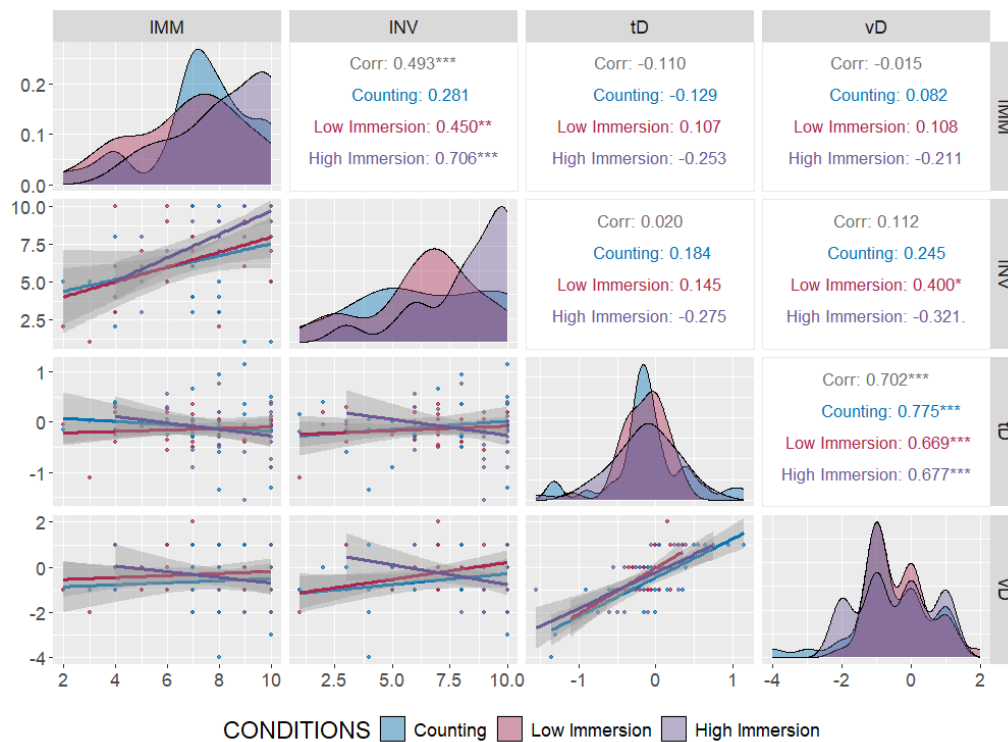 IMM INV tD vD
Corr: 0.493***
Counting: 0.281
Low Immersion: 0.450**
High Immersion: 0.706***
Corr: -0.110
Counting: -0.129
Low Immersion: 0.107
High Immersion: -0.253
Corr: -0.015
Counting: 0.082
Low Immersion: 0.108
High Immersion: -0.211
IMM
0.2
0.1
0.0
Corr: 0.020
Counting: 0.184
Low Immersion: 0.145
High Immersion: -0.275
Corr: 0.112
Counting: 0.245
Low Immersion: 0.400*
High Immersion: -0.321.
INV
10.0
7.5
5.0
2.5
Corr: 0.702***
Counting: 0.775***
Low Immersion: 0.669***
High Immersion: 0.677***
tD
1
0
-1
vD
2
0
-2
-4
2 4 6 8 10
2.5 5.0 7.5 10.0
-1 0 1
-4 -2 0 2
CONDITIONS Counting Low Immersion High Immersion